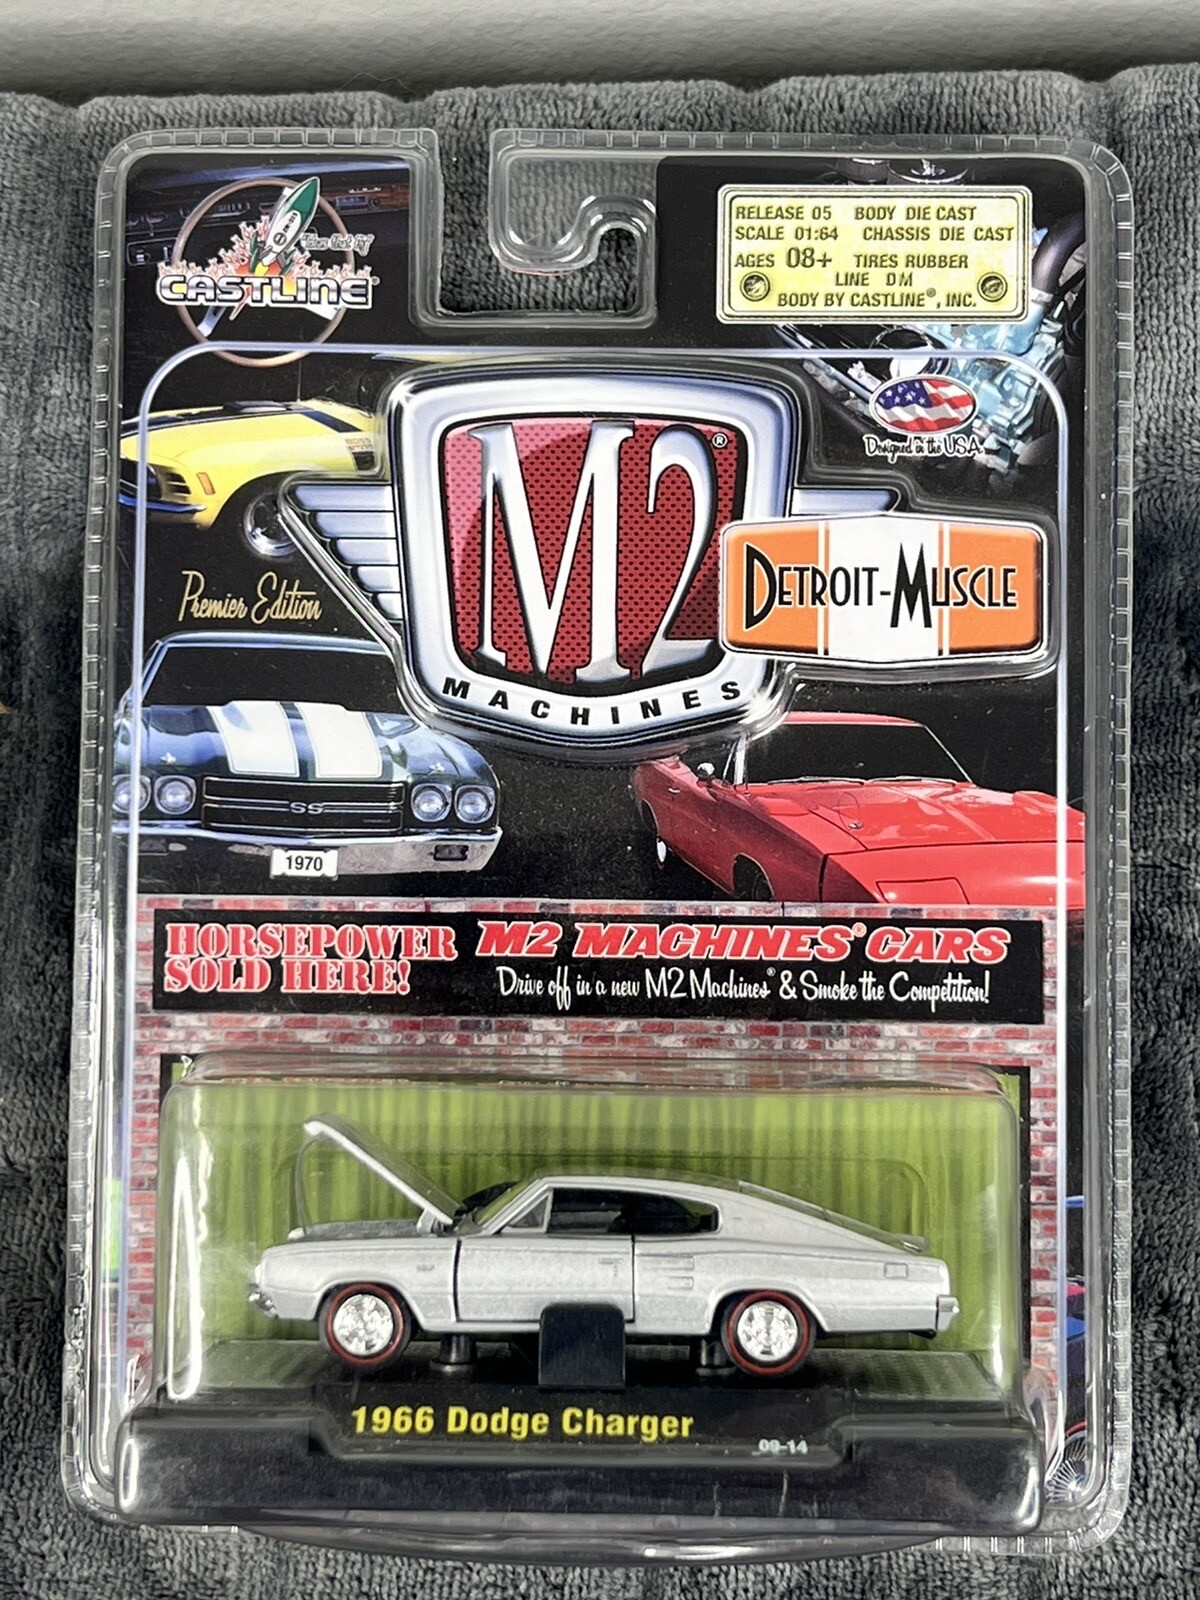 RELEASE 05 BODY DIE CAST
SCALE 01:64 CHASSIS DIE CAST
AGES 08+ TIRES RUBBER
LINE DM
BODY BY CASTLINE®, INC.
CASTLINE®
Designed in the U.S.A.
BOSS
M2®
MACHINES
DETROIT-MUSCLE
Premier Edition
SS
1970
HORSEPOWER
SOLD HERE!
M2 MACHINES® CARS
Drive off in a new M2 Machines® & Smoke the Competition!
1966 Dodge Charger
09-14